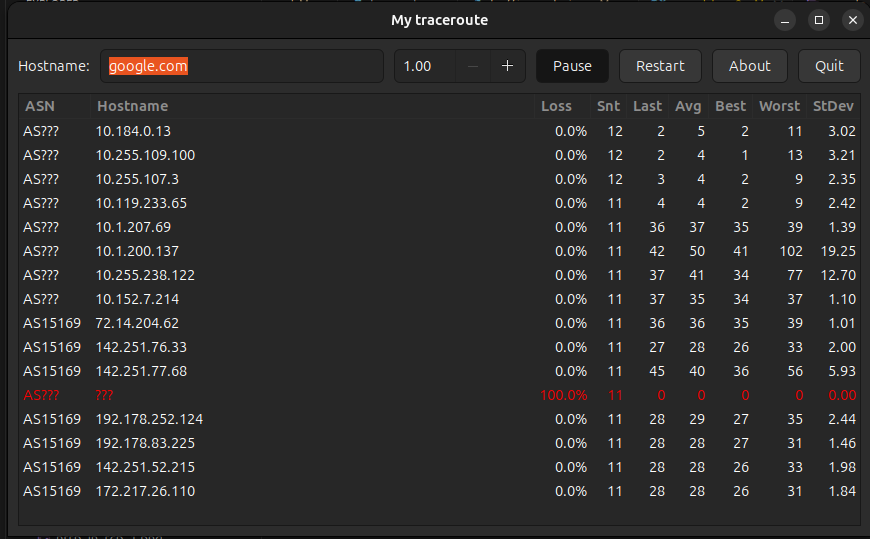 My traceroute
Hostname: google.com 1.00 − + Pause Restart About Quit
ASN Hostname Loss Snt Last Avg Best Worst StDev
AS??? 10.184.0.13 0.0% 12 2 5 2 11 3.02
AS??? 10.255.109.100 0.0% 12 2 4 1 13 3.21
AS??? 10.255.107.3 0.0% 12 3 4 2 9 2.35
AS??? 10.119.233.65 0.0% 11 4 4 2 9 2.42
AS??? 10.1.207.69 0.0% 11 36 37 35 39 1.39
AS??? 10.1.200.137 0.0% 11 42 50 41 102 19.25
AS??? 10.255.238.122 0.0% 11 37 41 34 77 12.70
AS??? 10.152.7.214 0.0% 11 37 35 34 37 1.10
AS15169 72.14.204.62 0.0% 11 36 36 35 39 1.01
AS15169 142.251.76.33 0.0% 11 27 28 26 33 2.00
AS15169 142.251.77.68 0.0% 11 45 40 36 56 5.93
AS??? ??? 100.0% 11 0 0 0 0 0.00
AS15169 192.178.252.124 0.0% 11 28 29 27 35 2.44
AS15169 192.178.83.225 0.0% 11 28 28 27 31 1.46
AS15169 142.251.52.215 0.0% 11 28 28 26 33 1.98
AS15169 172.217.26.110 0.0% 11 28 28 26 31 1.84